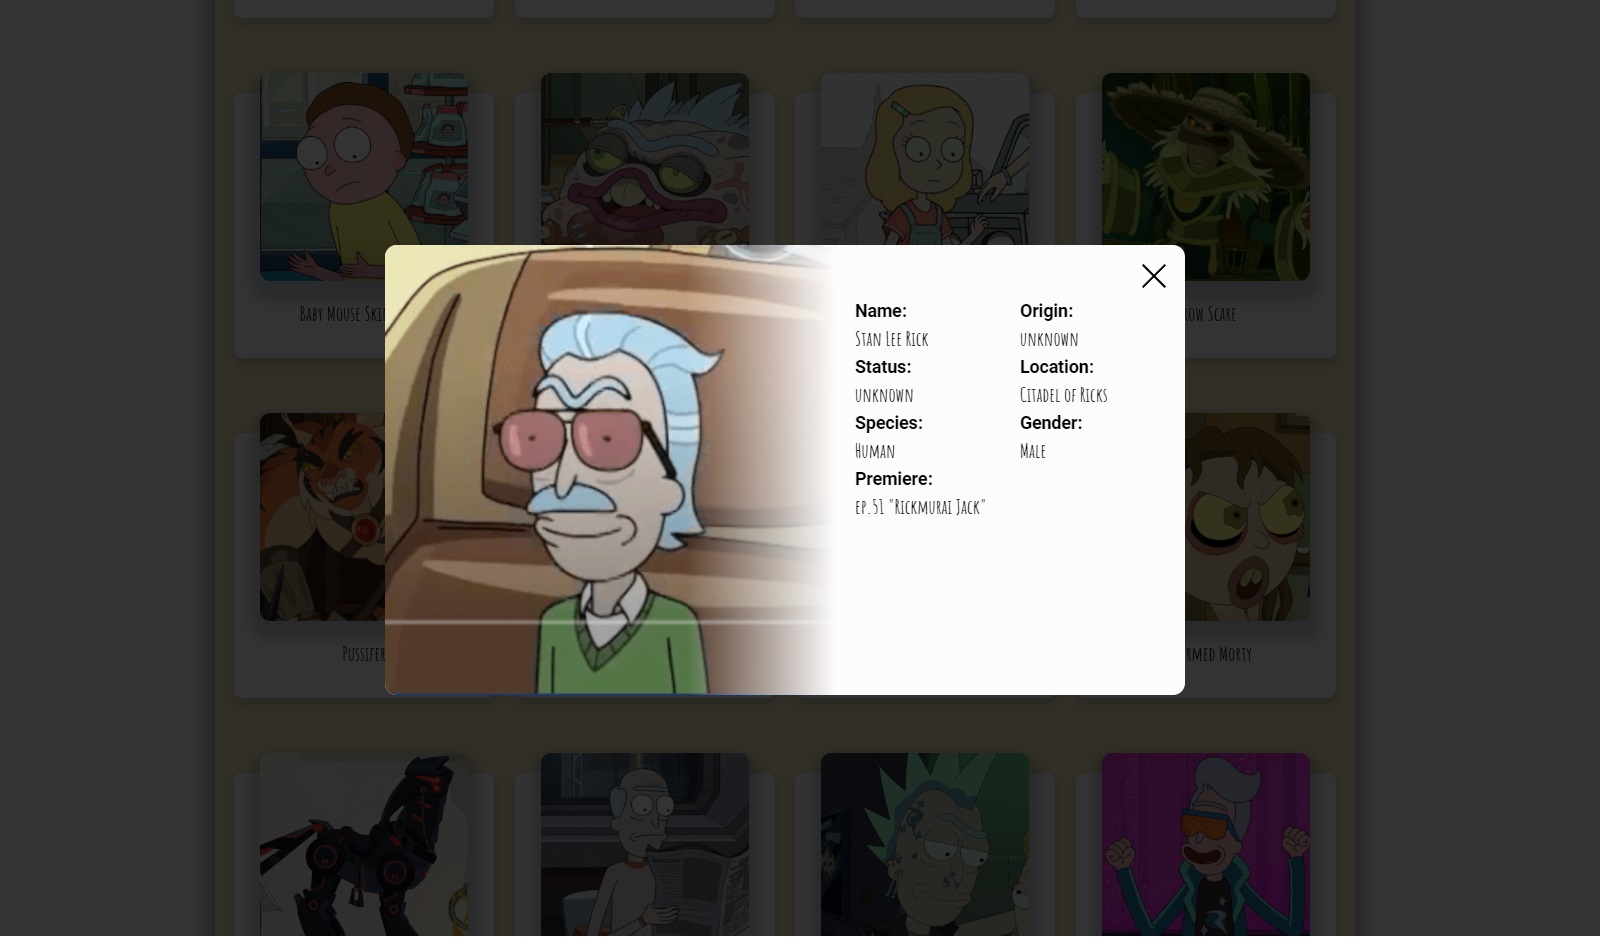 Baby Mouse Ski
row Scare
Name:
Stan Lee Rick
Status:
unknown
Species:
Human
Premiere:
ep.51 "Rickmurai Jack"
Origin:
unknown
Location:
Citadel of Ricks
Gender:
Male
Pussifer
rmed Morty